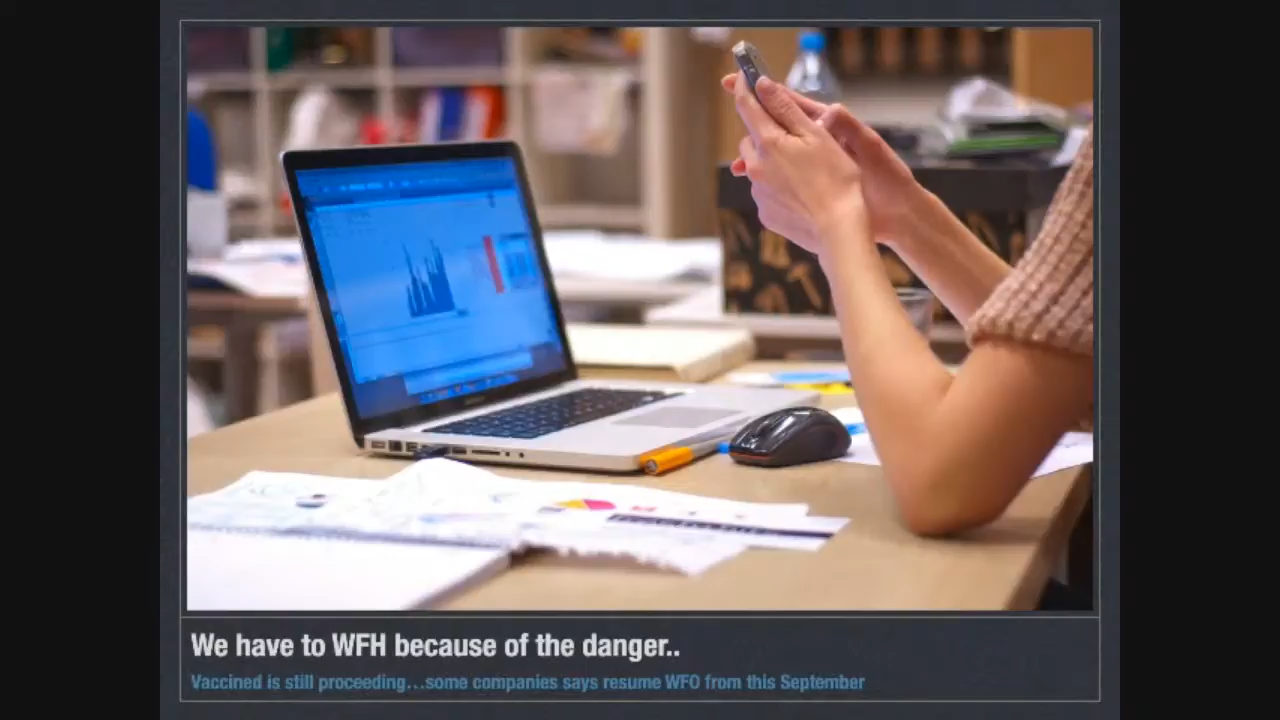 We have to WFH because of the danger..
Vaccined is still proceeding...some companies says resume WFO from this September